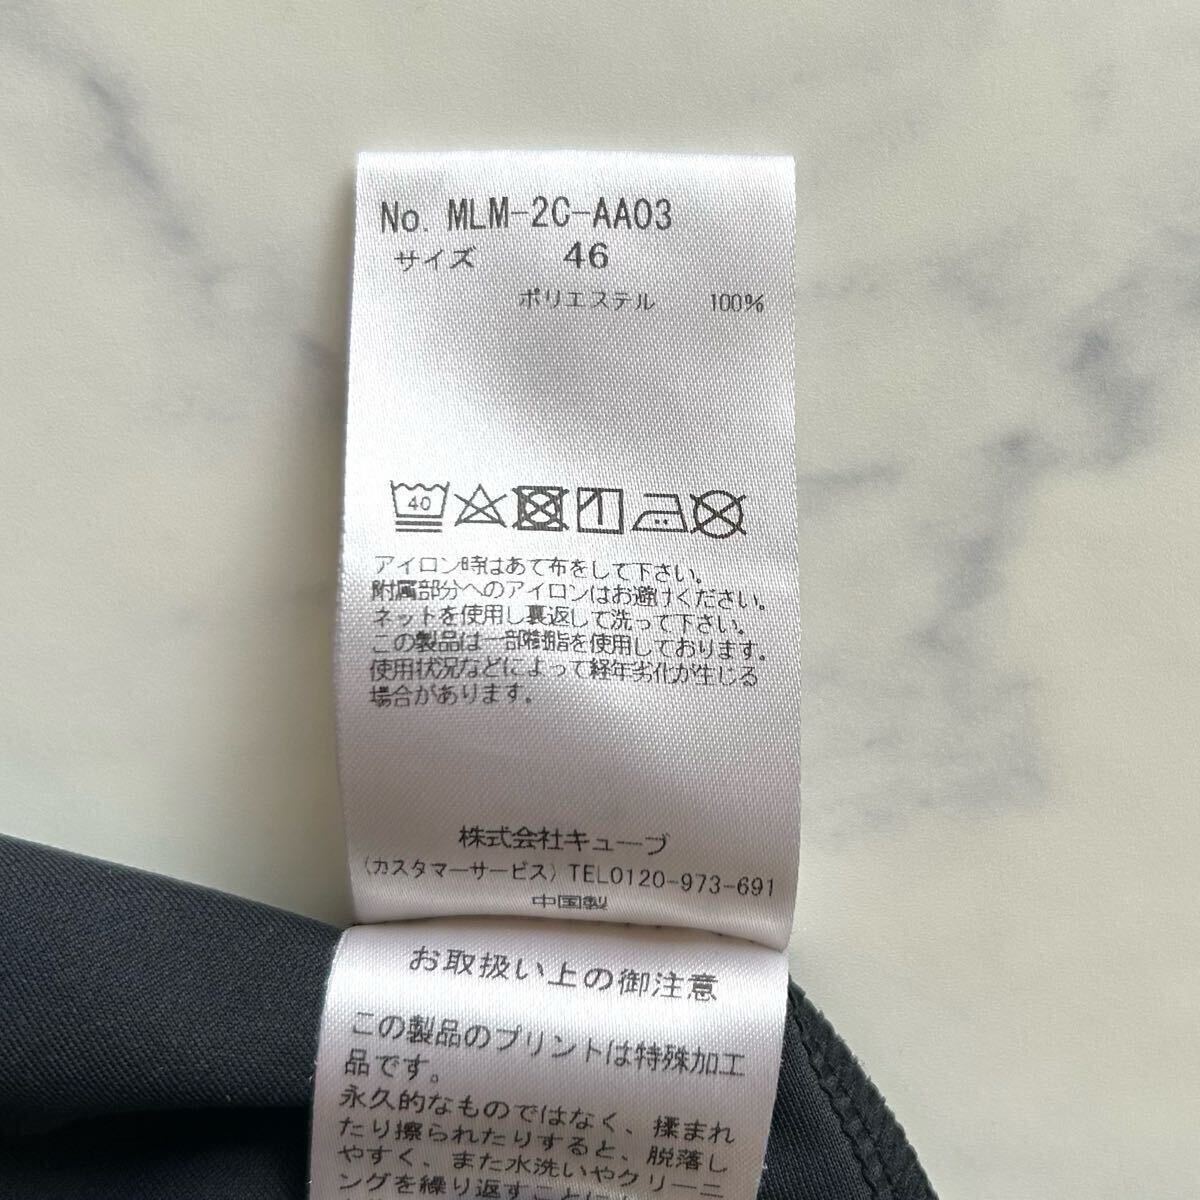 No. MLM-2C-AA03
サイズ 46
ポリエステル 100%
40
アイロン時はあて布をして下さい。
附属部分へのアイロンはお避けください。
ネットを使用し裏返して洗って下さい。
この製品は一部樹脂を使用しております。
使用状況などによって経年劣化が生じる
場合があります。
株式会社キューブ
(カスタマーサービス) TEL0120-973-691
中国製
お取扱い上の御注意
この製品のプリントは特殊加工
品です。
永久的なものではなく、揉まれ
たり擦られたりすると、脱落し
やすく、また水洗いやクリーニ
ングを繰り返すことに